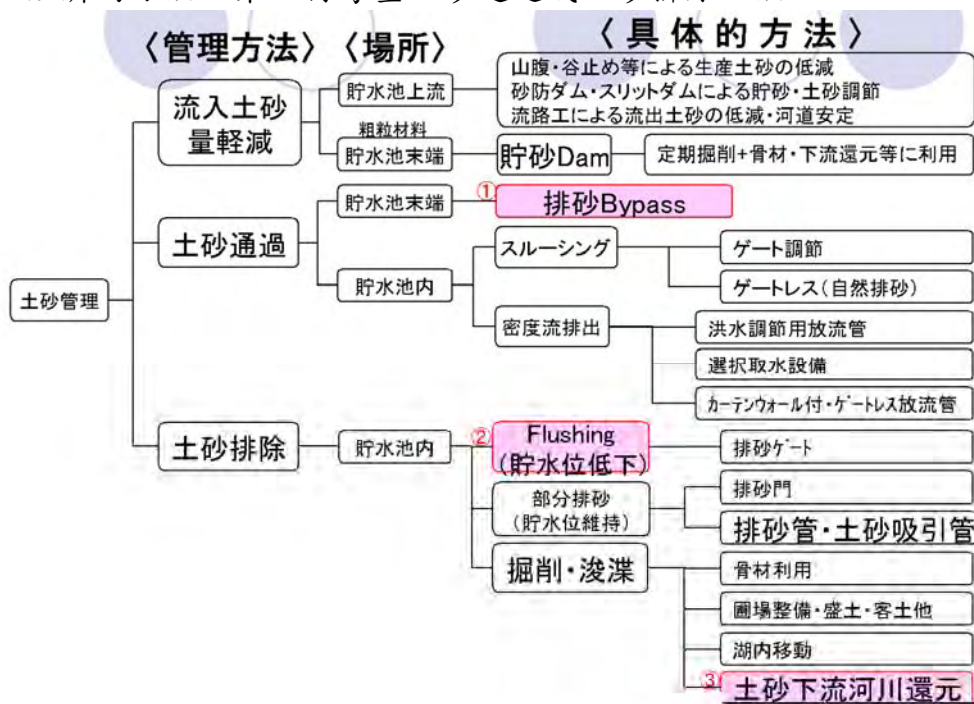 〈管理方法〉 〈場所〉 〈具体的方法〉
山腹・谷止め等による生産土砂の低減
砂防ダム・スリットダムによる貯砂・土砂調節
流路工による流出土砂の低減・河道安定
流入土砂
量軽減
貯水池上流
粗粒材料
貯水池末端
貯砂Dam
定期掘削+骨材・下流還元等に利用
土砂通過
貯水池末端
①
排砂Bypass
貯水池内
スルーシング
ゲート調節
ゲートレス(自然排砂)
土砂管理
密度流排出
洪水調節用放流管
選択取水設備
カーテンウォール付・ゲートレス放流管
土砂排除
貯水池内
②
Flushing
(貯水位低下)
排砂ゲート
部分排砂
(貯水位維持)
排砂門
排砂管・土砂吸引管
掘削・浚渫
骨材利用
圃場整備・盛土・客土他
湖内移動
③
土砂下流河川還元